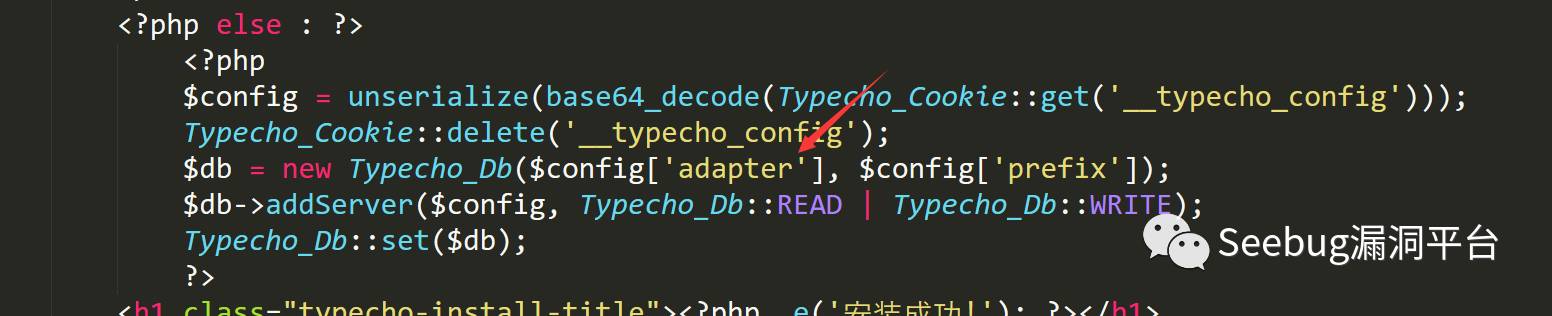 <?php else : ?>
<?php
$config = unserialize(base64_decode(Typecho_Cookie::get('__typecho_config')));
Typecho_Cookie::delete('__typecho_config');
$db = new Typecho_Db($config['adapter'], $config['prefix']);
$db->addServer($config, Typecho_Db::READ | Typecho_Db::WRITE);
Typecho_Db::set($db);
Seebug漏洞平台
?>
<h1 class="typecho-install-title"><?php _e('安装成功!'); ?></h1>